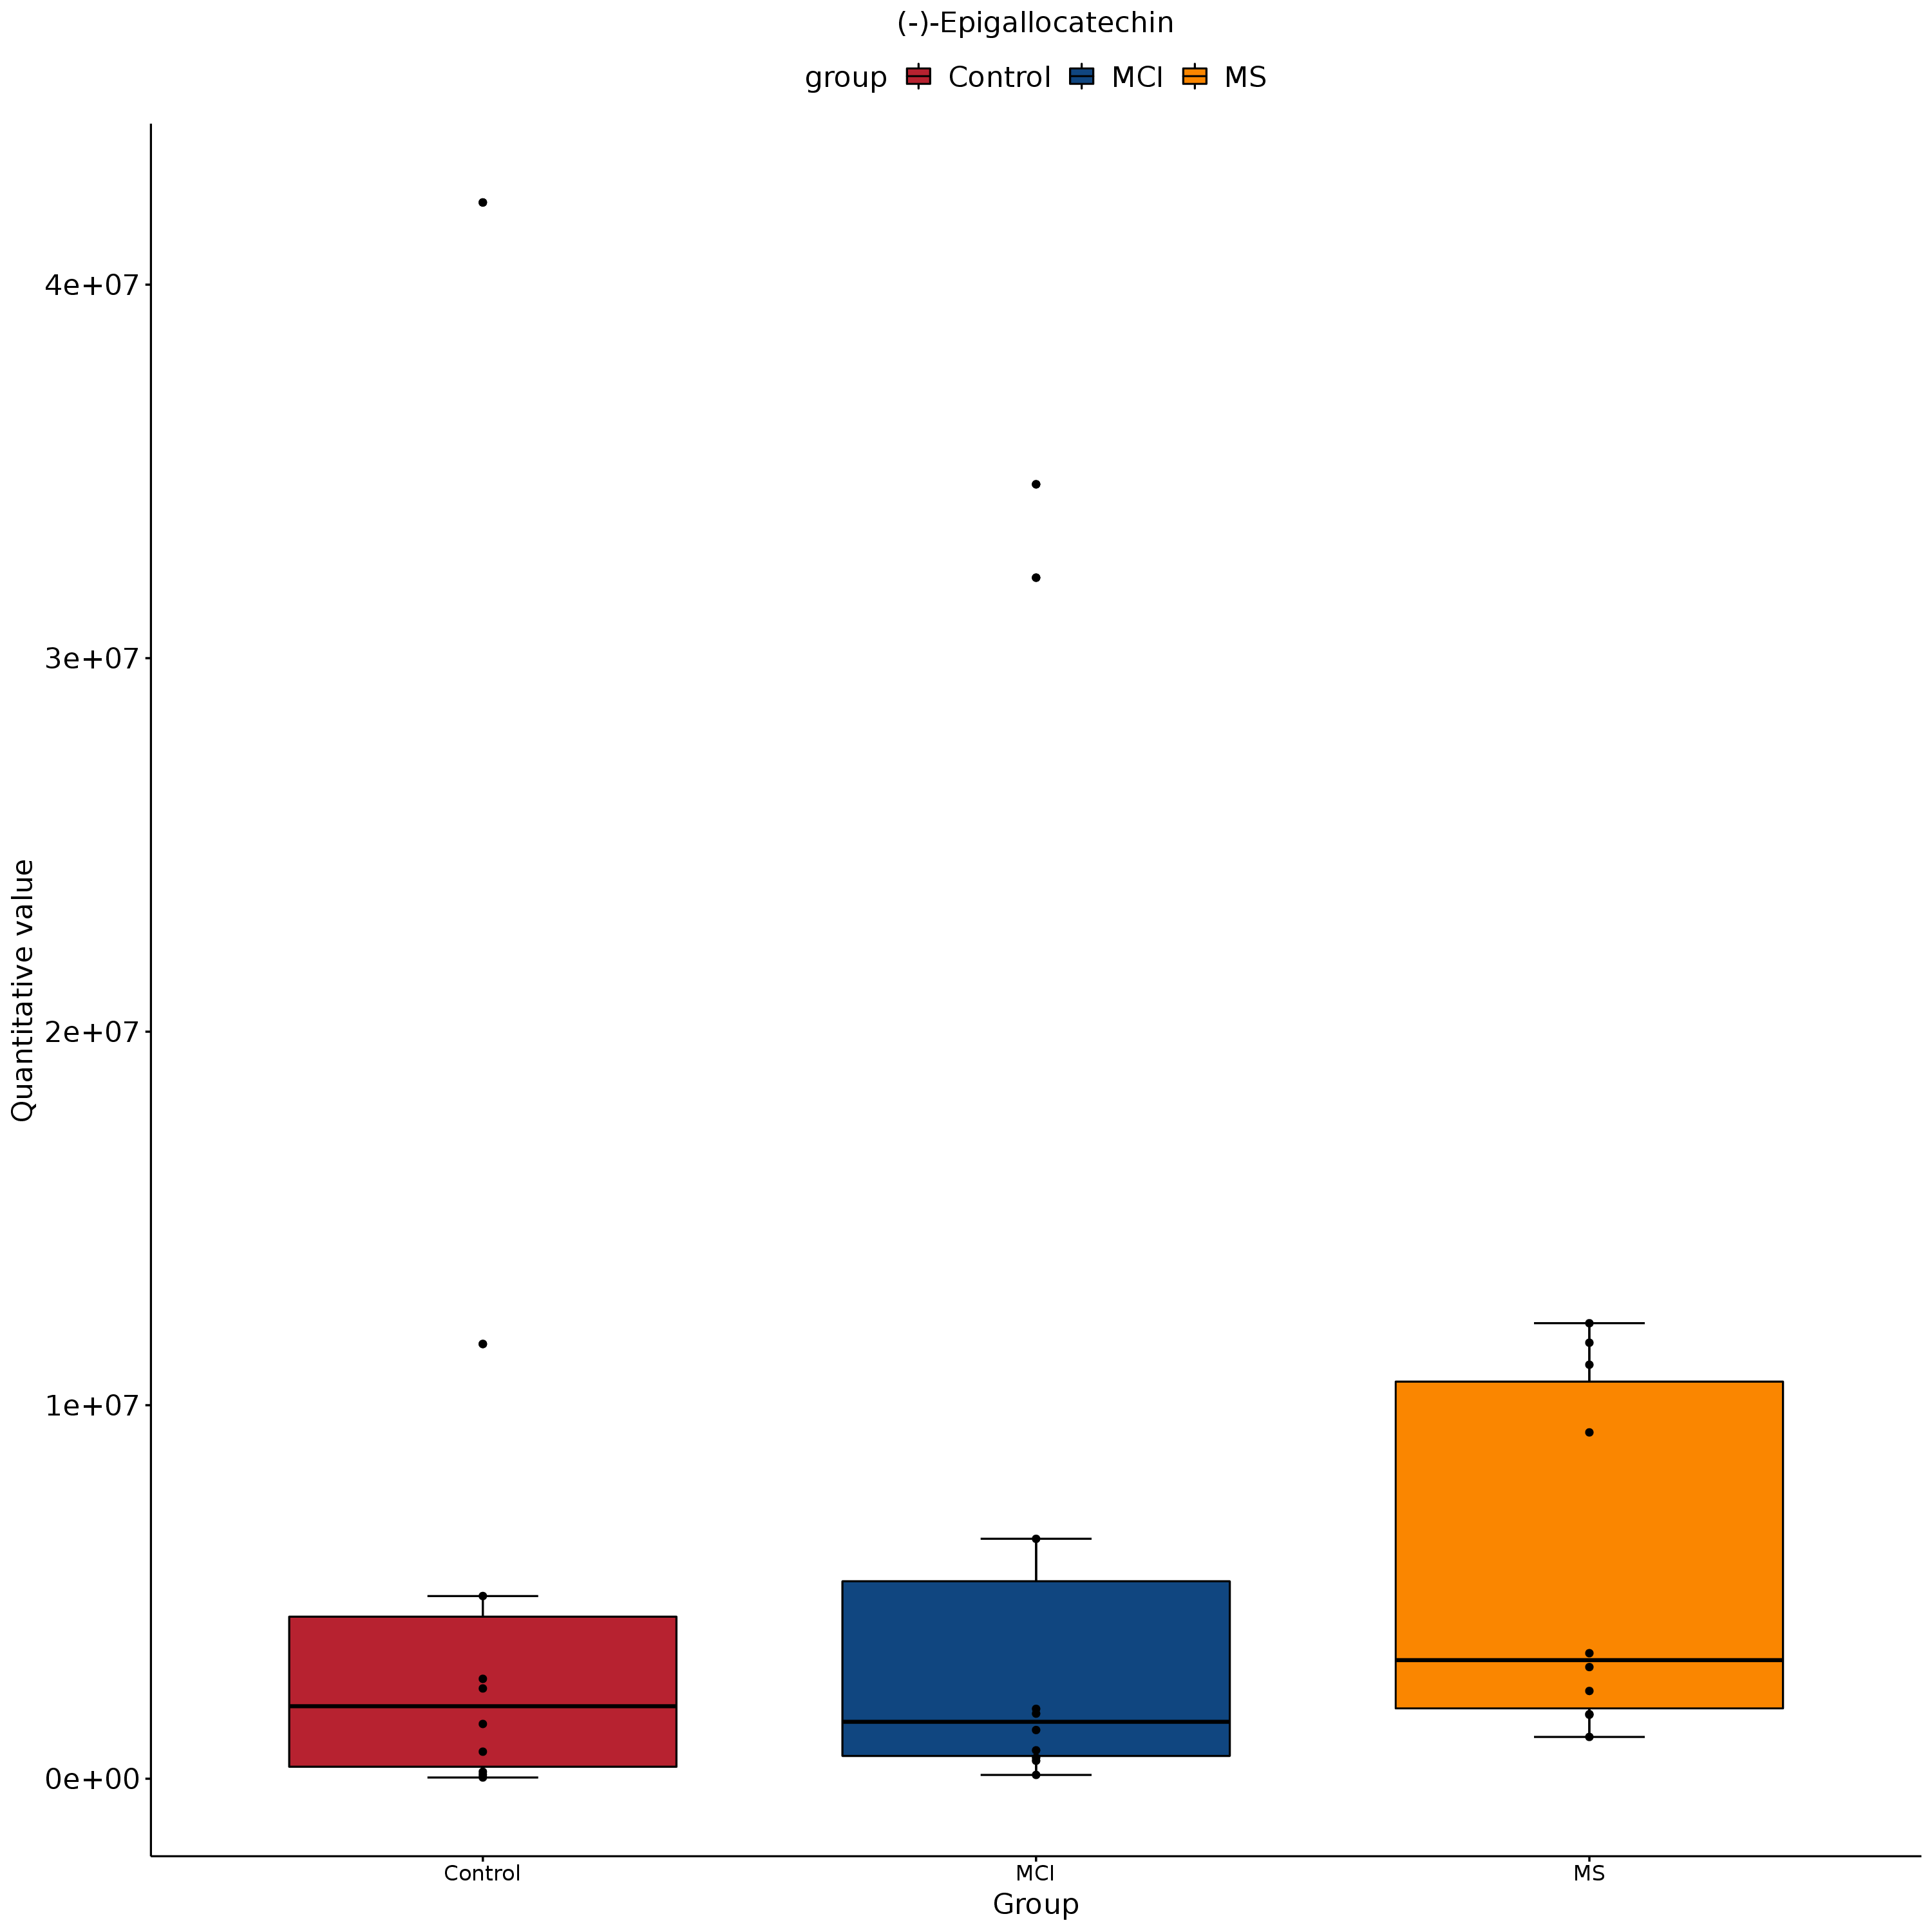 (-)-Epigallocatechin
group Control MCI MS
Quantitative value
4e+07
3e+07
2e+07
1e+07
0e+00
Control MCI MS
Group